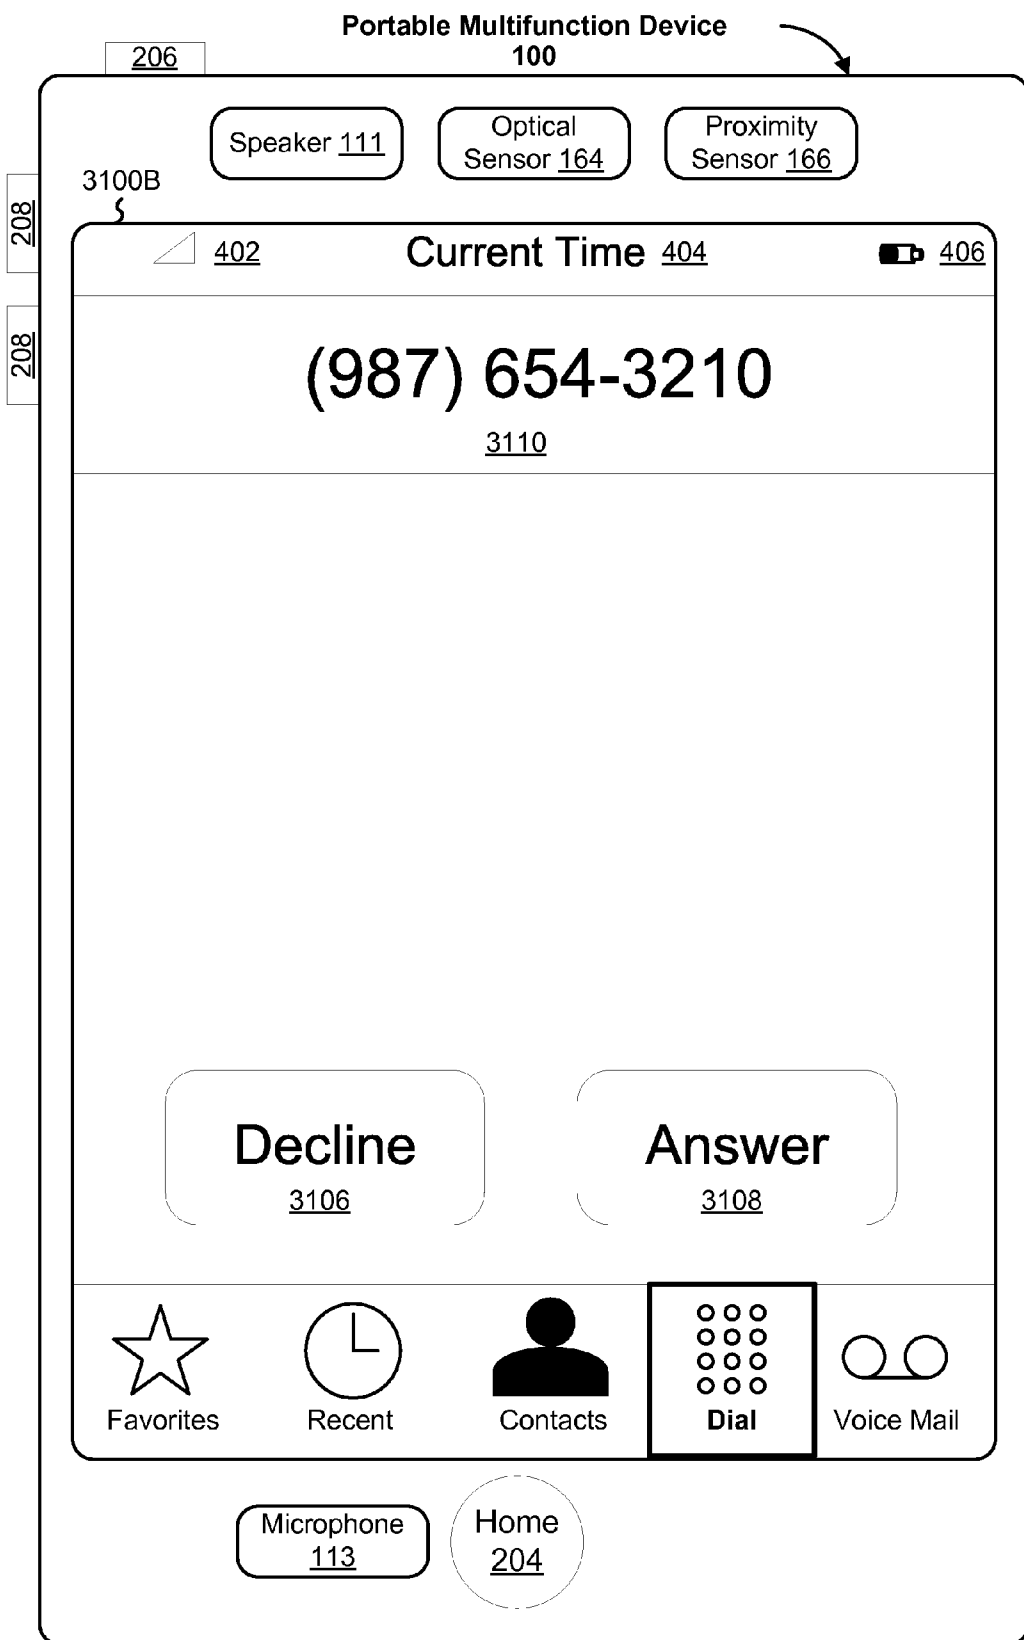 Portable Multifunction Device
100
206
Speaker 111
Optical
Sensor 164
Proximity
Sensor 166
3100B
208
402
Current Time 404
406
208
(987) 654-3210
3110
Decline
3106
Answer
3108
Favorites
Recent
Contacts
Dial
Voice Mail
Microphone
113
Home
204